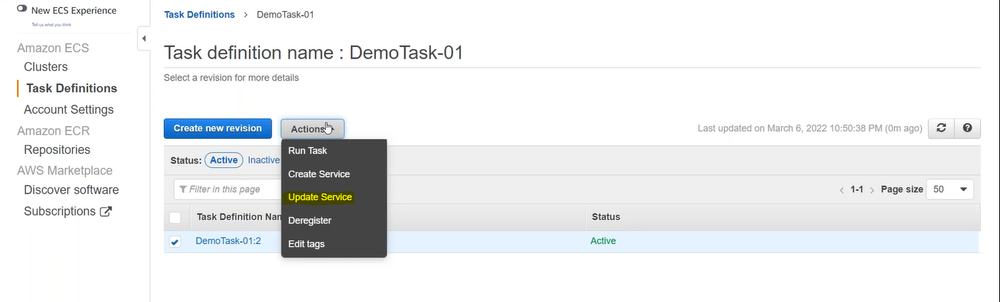 New ECS Experience
Tell us what you think
Amazon ECS
Clusters
Task Definitions
Account Settings
Amazon ECR
Repositories
AWS Marketplace
Discover software
Subscriptions
Task Definitions > DemoTask-01
Task definition name : DemoTask-01
Select a revision for more details
Create new revision
Actions
Last updated on March 6, 2022 10:50:38 PM (0m ago)
Run Task
Create Service
Update Service
Deregister
Edit tags
Status: Active Inactive
Filter in this page
< 1-1 > Page size 50
Task Definition Nam
Status
DemoTask-01:2
Active